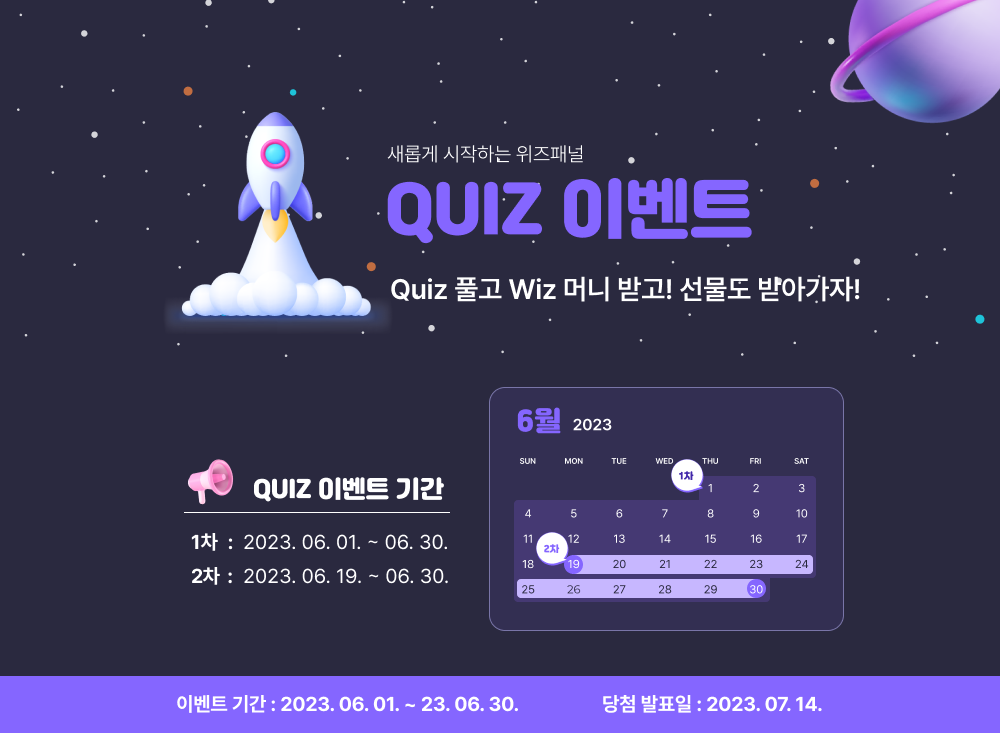 새롭게 시작하는 위즈패널
QUIZ 이벤트
Quiz 풀고 Wiz 머니 받고! 선물도 받아가자!
QUIZ 이벤트 기간
1차 : 2023. 06. 01. ~ 06. 30.
2차 : 2023. 06. 19. ~ 06. 30.
6월 2023
SUN MON TUE WED THU FRI SAT
1차
1 2 3
4 5 6 7 8 9 10
11 12 13 14 15 16 17
2차
18 19 20 21 22 23 24
25 26 27 28 29 30
이벤트 기간 : 2023. 06. 01. ~ 23. 06. 30. 당첨 발표일 : 2023. 07. 14.